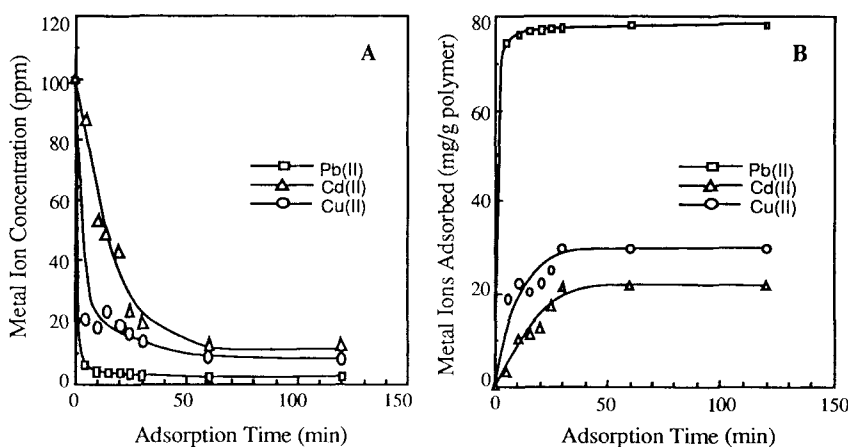 120
100
80
60
40
20
0
0
50
100
150
Metal Ion Concentration (ppm)
Adsorption Time (min)
A
Pb(II)
Cd(II)
Cu(II)
80
60
40
20
0
0
50
100
150
Metal Ions Adsorbed (mg/g polymer)
Adsorption Time (min)
B
Pb(II)
Cd(II)
Cu(II)